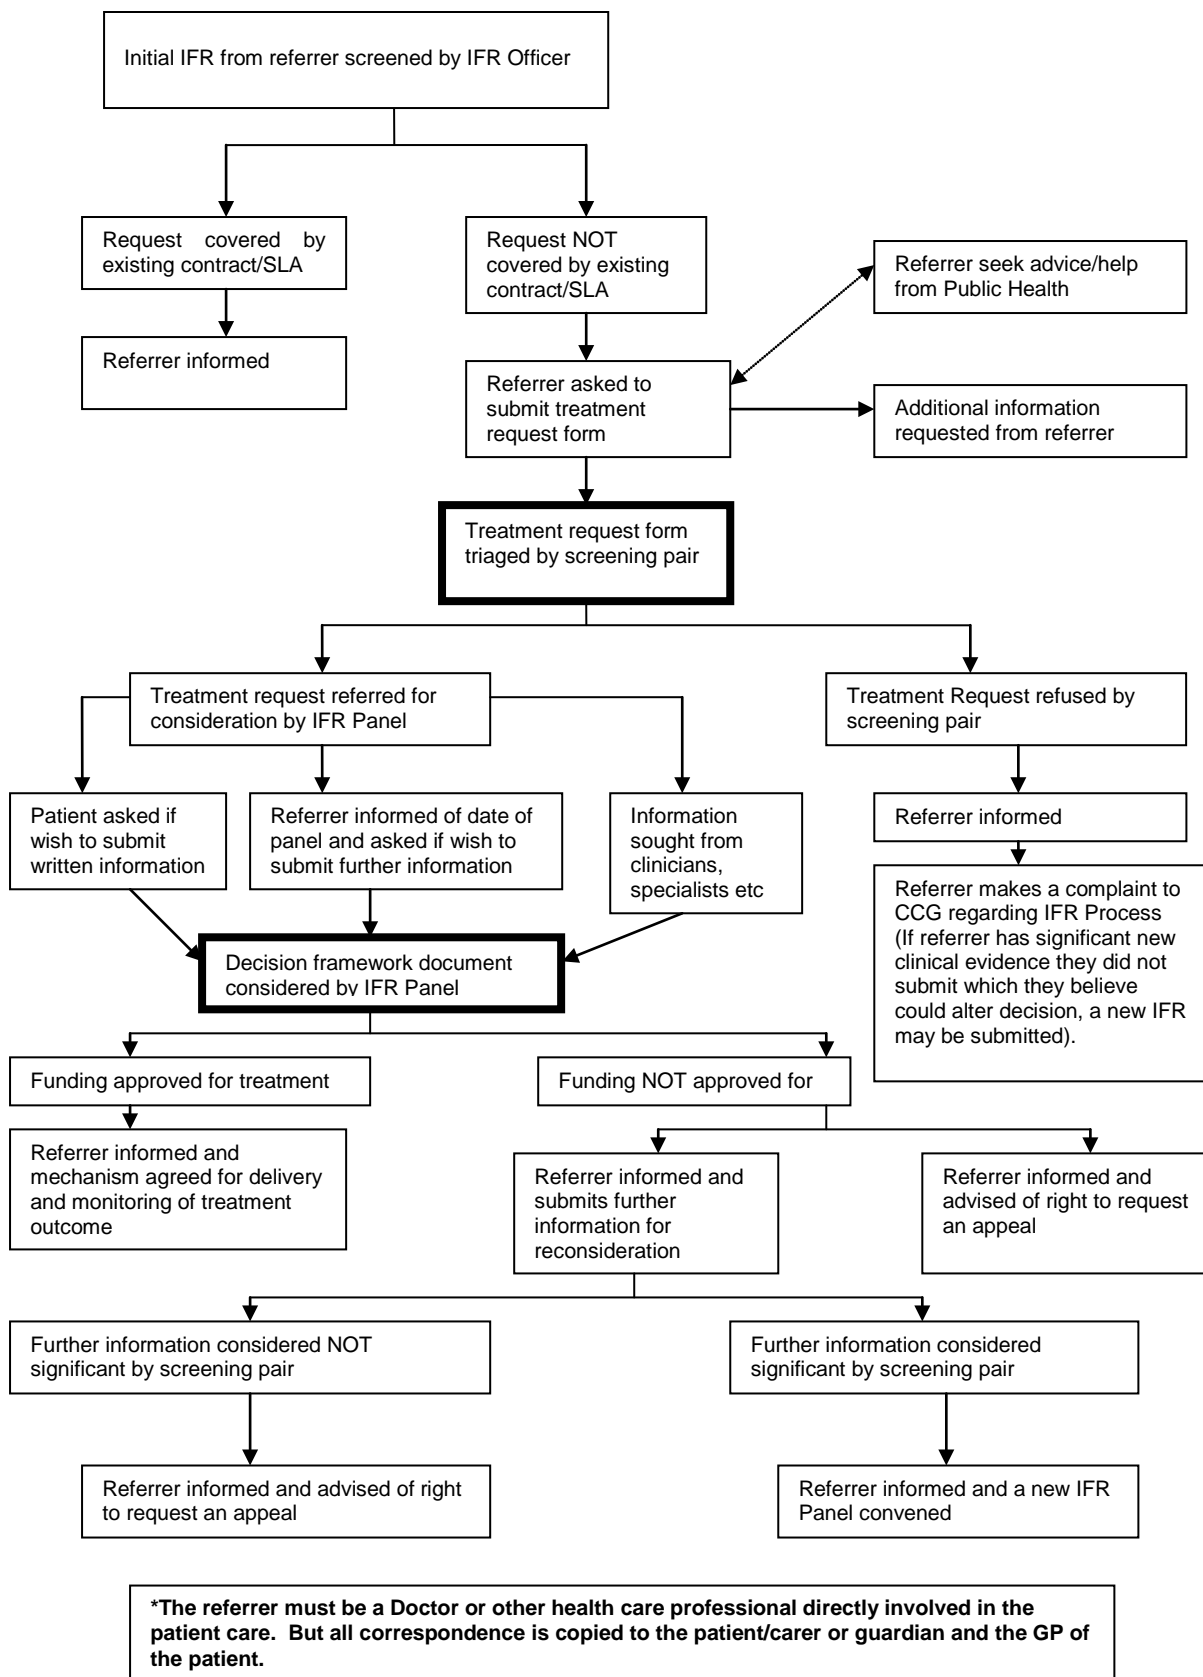 Initial IFR from referrer screened by IFR Officer
Request covered by
existing contract/SLA
Request NOT
covered by existing
contract/SLA
Referrer seek advice/help
from Public Health
Referrer informed
Referrer asked to
submit treatment
request form
Additional information
requested from referrer
Treatment request form
triaged by screening pair
Treatment request referred for
consideration by IFR Panel
Treatment Request refused by
screening pair
Patient asked if
wish to submit
written information
Referrer informed of date of
panel and asked if wish to
submit further information
Information
sought from
clinicians,
specialists etc
Referrer informed
Referrer makes a complaint to
CCG regarding IFR Process
(If referrer has significant new
clinical evidence they did not
submit which they believe
could alter decision, a new IFR
may be submitted).
Decision framework document
considered by IFR Panel
Funding approved for treatment
Funding NOT approved for
Referrer informed and
mechanism agreed for delivery
and monitoring of treatment
outcome
Referrer informed and
submits further
information for
reconsideration
Referrer informed and
advised of right to request
an appeal
Further information considered NOT
significant by screening pair
Further information considered
significant by screening pair
Referrer informed and advised of right
to request an appeal
Referrer informed and a new IFR
Panel convened
*The referrer must be a Doctor or other health care professional directly involved in the
patient care.  But all correspondence is copied to the patient/carer or guardian and the GP of
the patient.